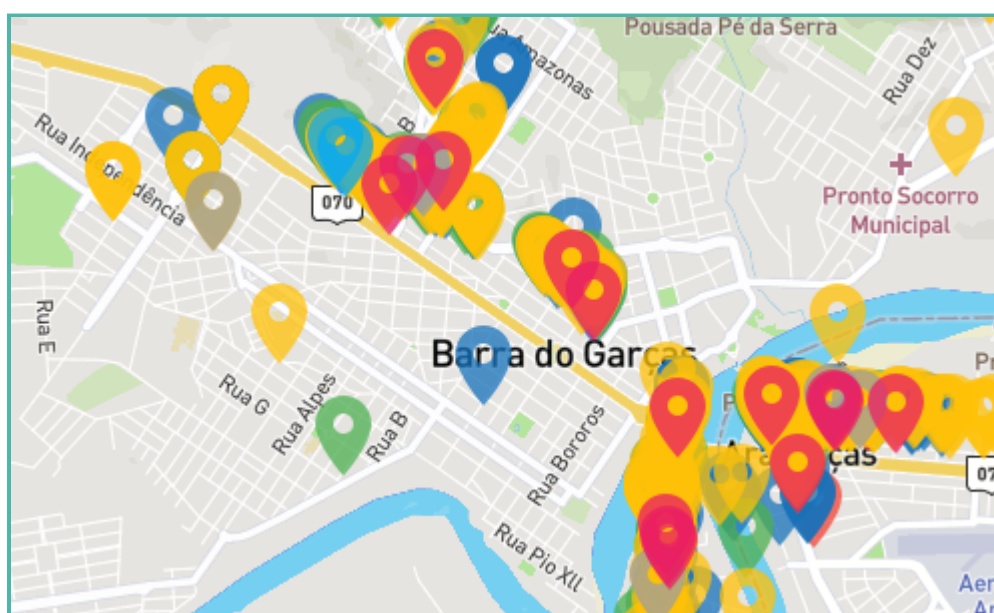 Pousada Pé da Serra
Rua Amazonas
Rua Dez
Rua Independência
B
070
Pronto Socorro
Municipal
Rua E
Barra do Garças
Rua G
Rua Alpes
Rua B
Rua Bororos
Rua Pio XII